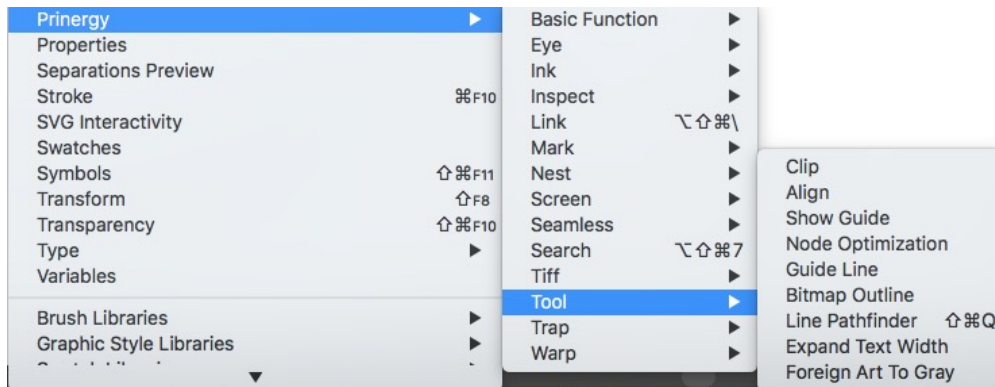 Prinergy
Properties
Separations Preview
Stroke ⌘F10
SVG Interactivity
Swatches
Symbols ⇧⌘F11
Transform ⇧F8
Transparency ⇧⌘F10
Type
Variables
Brush Libraries
Graphic Style Libraries
Basic Function
Eye
Ink
Inspect
Link ⌥⇧⌘\
Mark
Nest
Screen
Seamless
Search ⌥⇧⌘7
Tiff
Tool
Trap
Warp
Clip
Align
Show Guide
Node Optimization
Guide Line
Bitmap Outline
Line Pathfinder ⇧⌘Q
Expand Text Width
Foreign Art To Gray